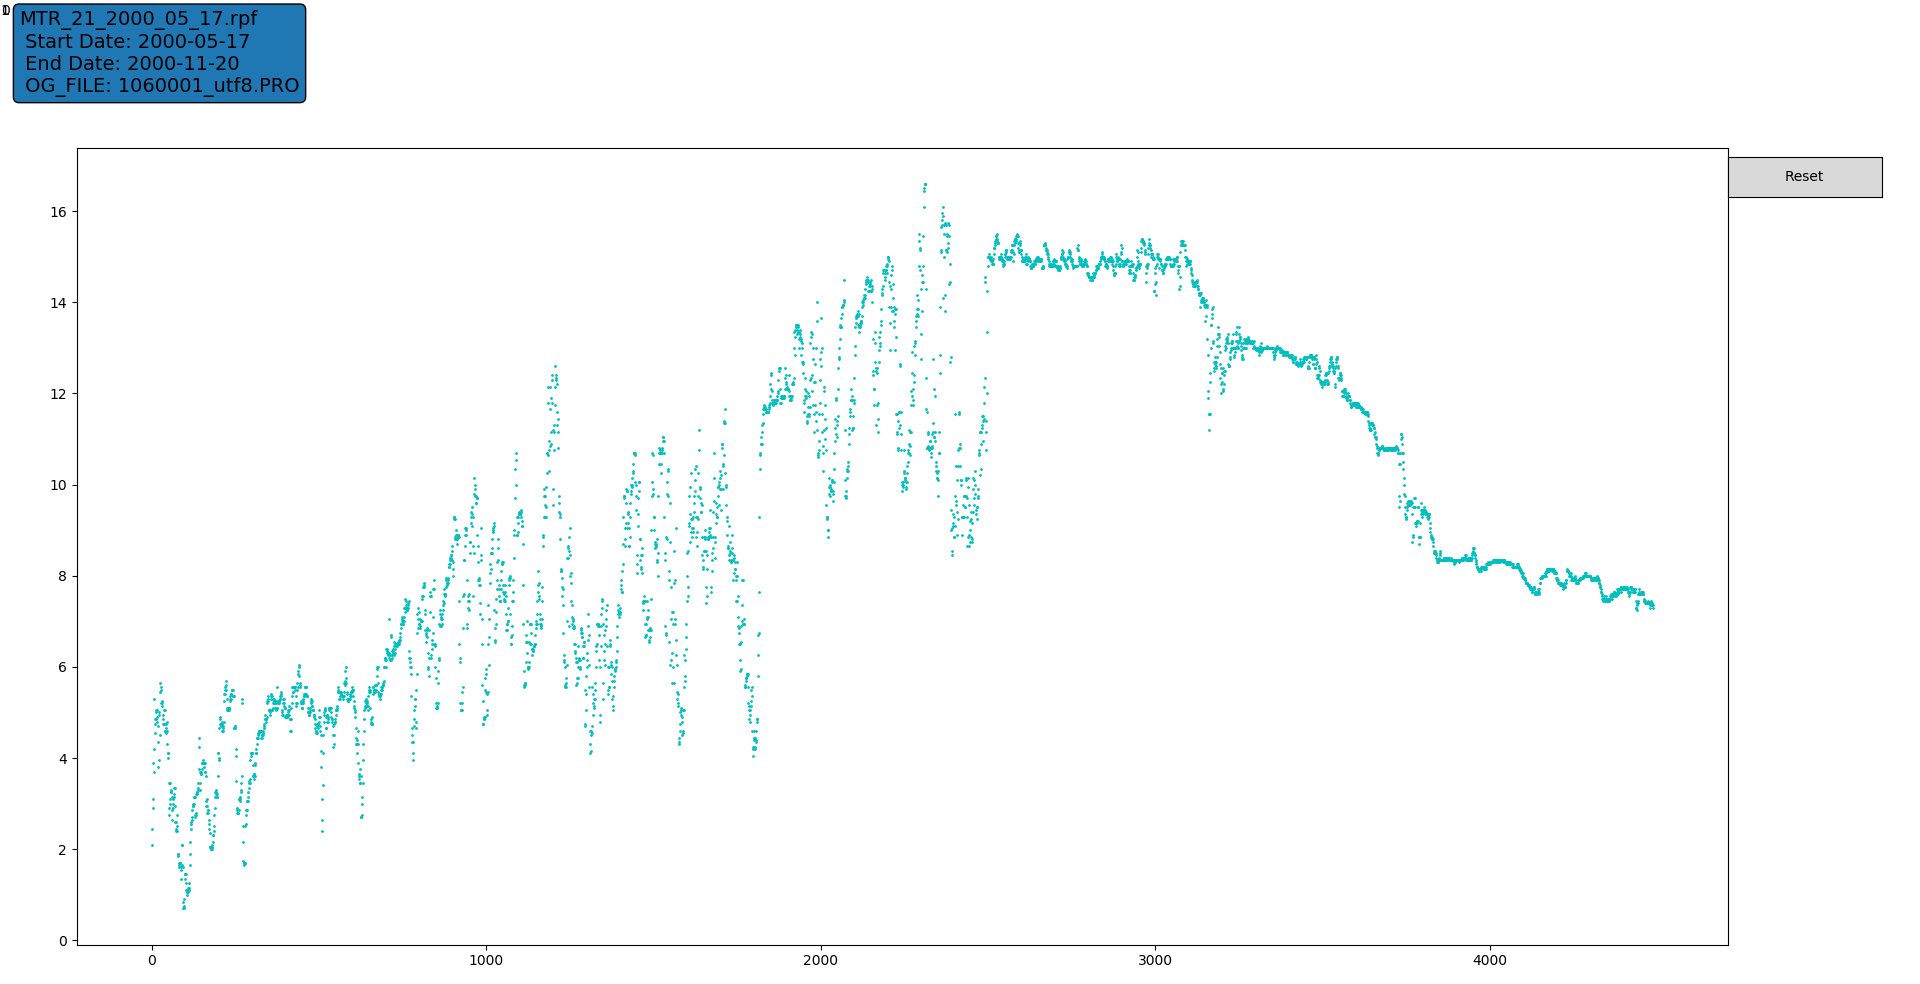 MTR_21_2000_05_17.rpf
Start Date: 2000-05-17
End Date: 2000-11-20
OG_FILE: 1060001_utf8.PRO
Reset
16
14
12
10
8
6
4
2
0
0 1000 2000 3000 4000